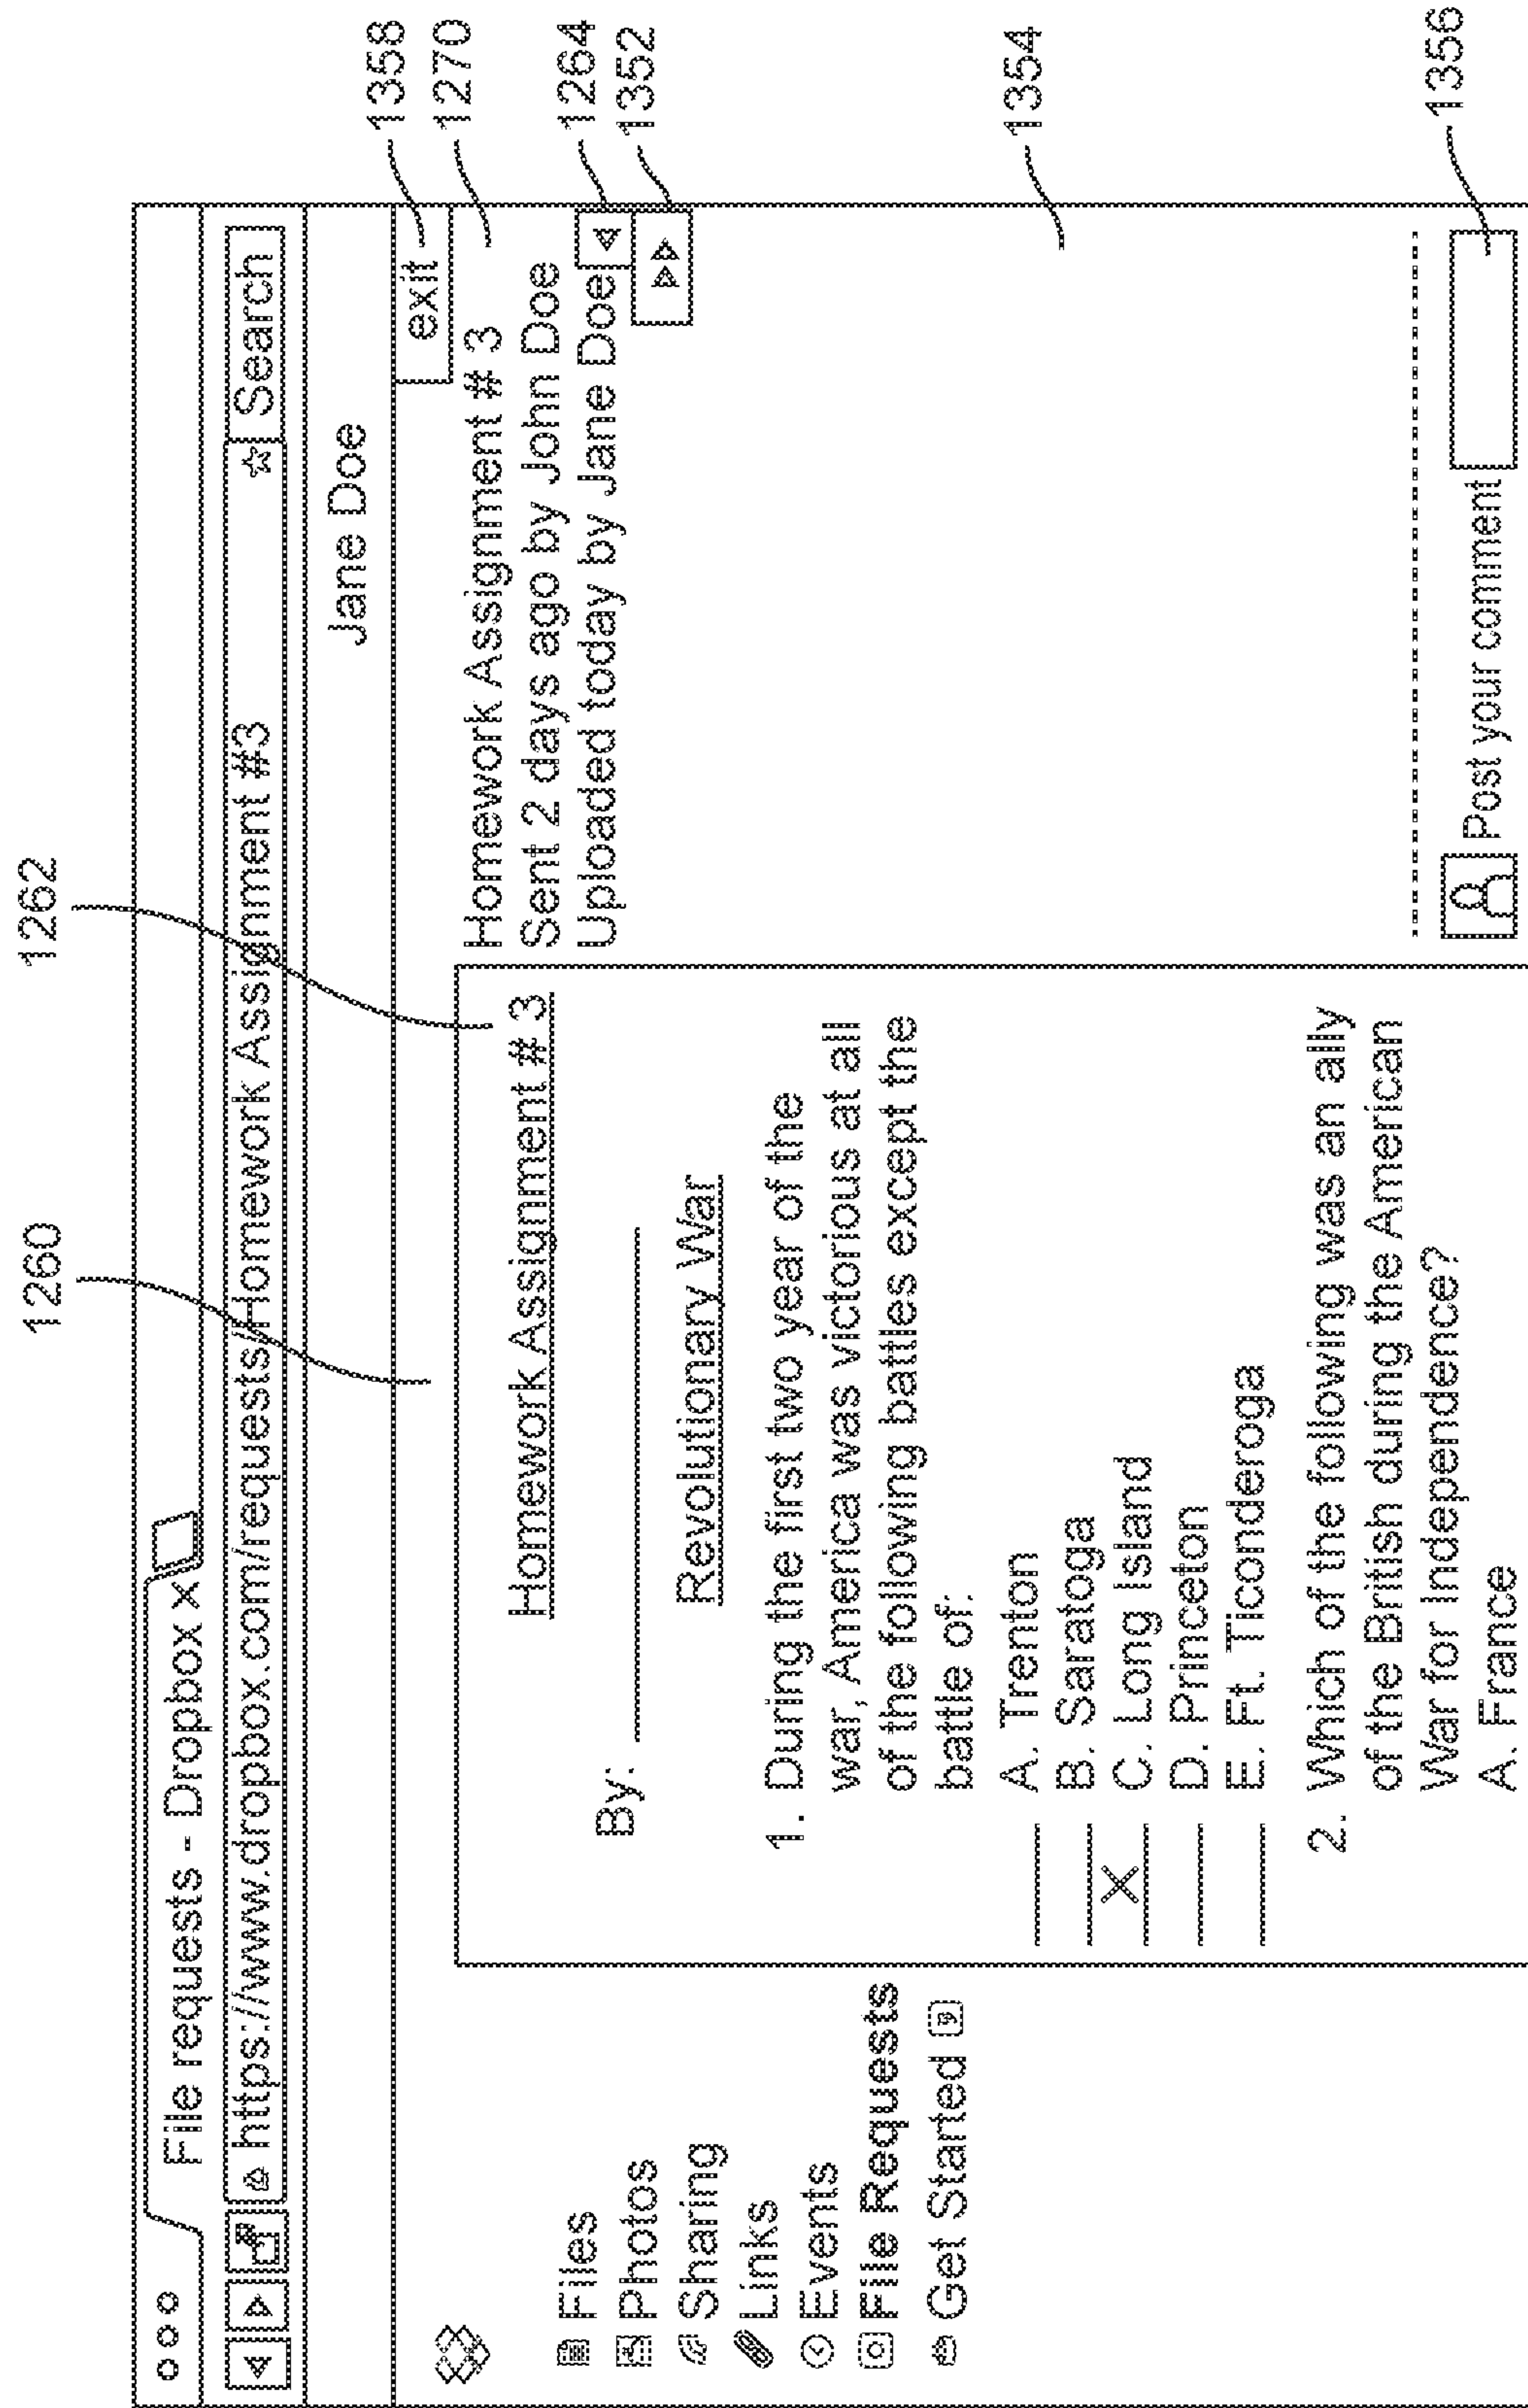 1260
1262
File requests - Dropbox x
https://www.dropbox.com/requests/Homework Assignment #3
Search
Jane Doe
exit
1358
1270
1264
1352
1354
1356
Files
Photos
Sharing
Links
Events
File Requests
Get Started
Homework Assignment # 3
By:
Revolutionary War
1. During the first two year of the
war, America was victorious at all
of the following battles except the
battle of:
A. Trenton
B. Saratoga
X C. Long Island
D. Princeton
E. Ft. Ticonderoga
2. Which of the following was an ally
of the British during the American
War for Independence?
A. France
Homework Assignment # 3
Sent 2 days ago by John Doe
Uploaded today by Jane Doe
Post your comment